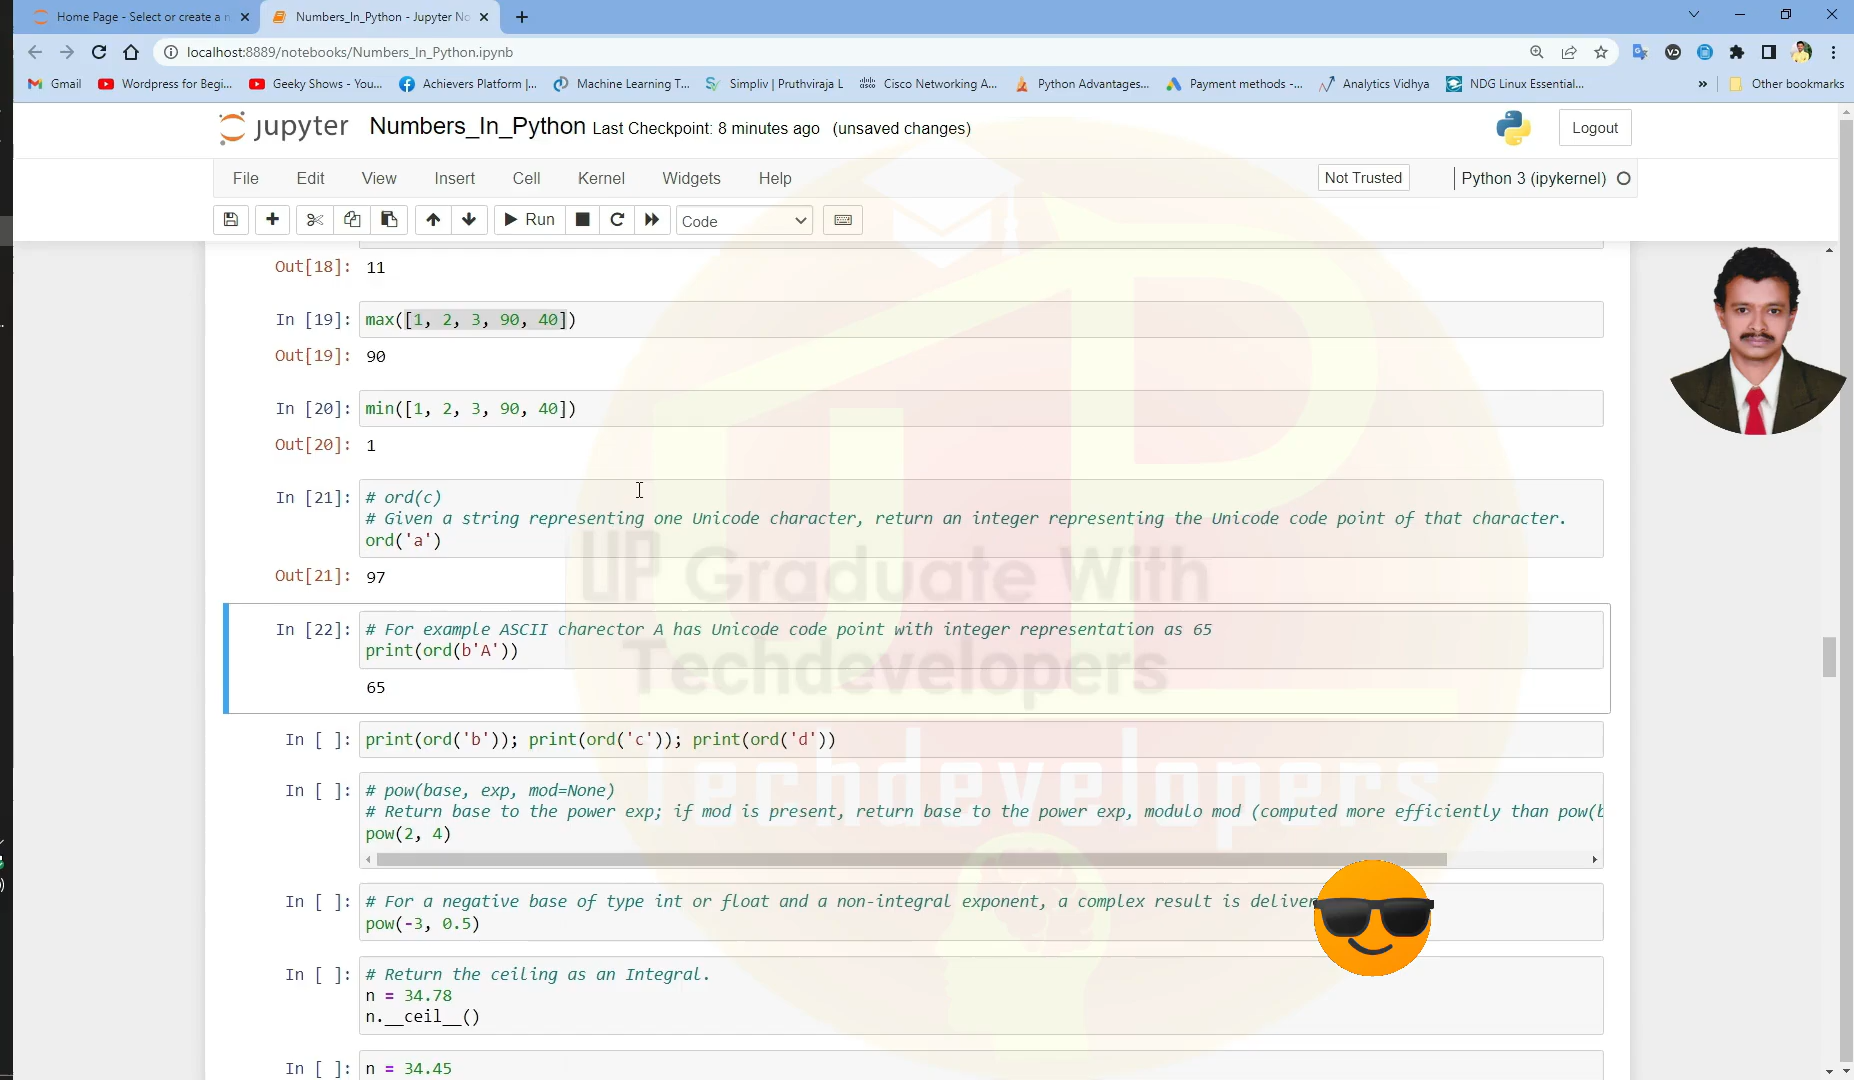 Home Page - Select or create a n
Numbers_In_Python - Jupyter No
localhost:8889/notebooks/Numbers_In_Python.ipynb
Gmail
Wordpress for Begi...
Geeky Shows - You...
Achievers Platform |...
Machine Learning T...
Simpliv | Pruthviraja L
Cisco Networking A...
Python Advantages...
Payment methods -...
Analytics Vidhya
NDG Linux Essential...
»
Other bookmarks
jupyter Numbers_In_Python Last Checkpoint: 8 minutes ago (unsaved changes)
Logout
File Edit View Insert Cell Kernel Widgets Help
Not Trusted
Python 3 (ipykernel)
Run
Code
Out[18]: 11
In [19]: max([1, 2, 3, 90, 40])
Out[19]: 90
In [20]: min([1, 2, 3, 90, 40])
Out[20]: 1
In [21]: # ord(c)
# Given a string representing one Unicode character, return an integer representing the Unicode code point of that character.
ord('a')
Out[21]: 97
In [22]: # For example ASCII charector A has Unicode code point with integer representation as 65
print(ord(b'A'))
65
In [ ]: print(ord('b')); print(ord('c')); print(ord('d'))
In [ ]: # pow(base, exp, mod=None)
# Return base to the power exp; if mod is present, return base to the power exp, modulo mod (computed more efficiently than pow(b
pow(2, 4)
In [ ]: # For a negative base of type int or float and a non-integral exponent, a complex result is deliver
pow(-3, 0.5)
In [ ]: # Return the ceiling as an Integral.
n = 34.78
n.__ceil__()
In [ ]: n = 34.45
UP Graduate With
Techdevelopers
Techdevelopers